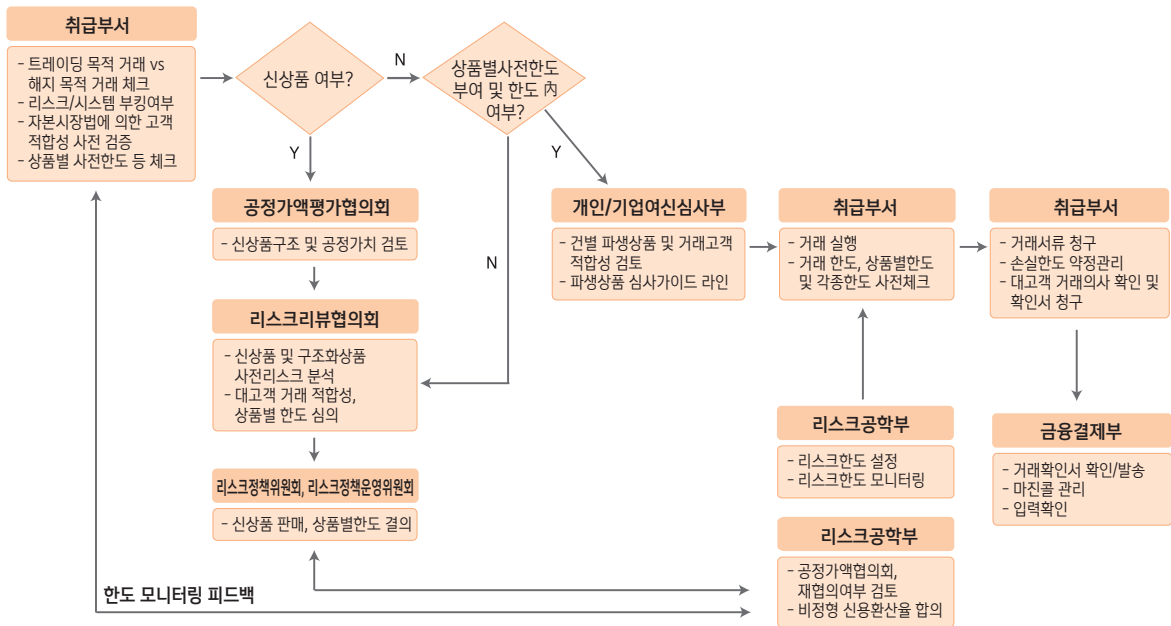 취급부서
- 트레이딩 목적 거래 vs
해지 목적 거래 체크
- 리스크/시스템 부킹여부
- 자본시장법에 의한 고객
적합성 사전 검증
- 상품별 사전한도 등 체크
신상품 여부?
N
상품별사전한도
부여 및 한도 內
여부?
Y
Y
N
공정가액평가협의회
- 신상품구조 및 공정가치 검토
개인/기업여신심사부
- 건별 파생상품 및 거래고객
적합성 검토
- 파생상품 심사가이드 라인
취급부서
- 거래 실행
- 거래 한도, 상품별한도
및 각종한도 사전체크
취급부서
- 거래서류 청구
- 손실한도 약정관리
- 대고객 거래의사 확인 및
확인서 청구
리스크리뷰협의회
- 신상품 및 구조화상품
사전리스크 분석
- 대고객 거래 적합성,
상품별 한도 심의
리스크공학부
- 리스크한도 설정
- 리스크한도 모니터링
금융결제부
- 거래확인서 확인/발송
- 마진콜 관리
- 입력확인
리스크정책위원회, 리스크정책운영위원회
- 신상품 판매, 상품별한도 결의
리스크공학부
- 공정가액협의회,
재협의여부 검토
- 비정형 신용환산율 합의
한도 모니터링 피드백